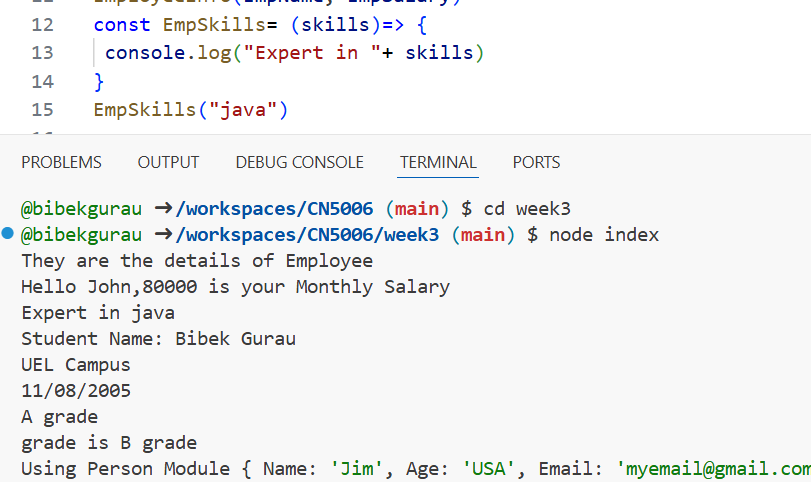 EmployeeInfo(EmpName, EmpSalary)
12 const EmpSkills= (skills)=> {
13 console.log("Expert in "+ skills)
14 }
15 EmpSkills("java")
PROBLEMS OUTPUT DEBUG CONSOLE TERMINAL PORTS
@bibekgurau ➜/workspaces/CN5006 (main) $ cd week3
@bibekgurau ➜/workspaces/CN5006/week3 (main) $ node index
They are the details of Employee
Hello John,80000 is your Monthly Salary
Expert in java
Student Name: Bibek Gurau
UEL Campus
11/08/2005
A grade
grade is B grade
Using Person Module { Name: 'Jim', Age: 'USA', Email: 'myemail@gmail.com